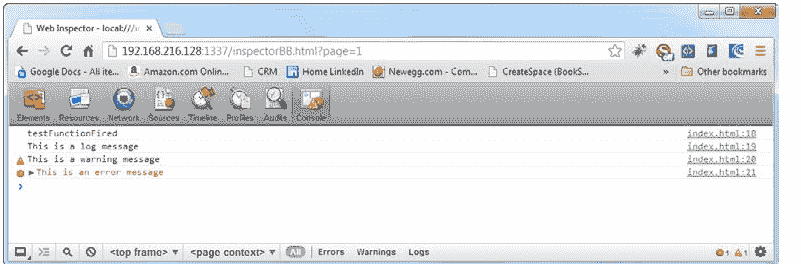 Web Inspector - local:///i
192.168.216.128:1337/inspectorBB.html?page=1
Google Docs - All ite... Amazon.com Onlin... CRM Home LinkedIn Newegg.com - Com... CreateSpace (BookS... » Other bookmarks
Elements Resources Network Sources Timeline Profiles Audits Console
testFunctionFired index.html:18
This is a log message index.html:19
This is a warning message index.html:20
This is an error message index.html:21
<top frame> <page context> All Errors Warnings Logs 1 1